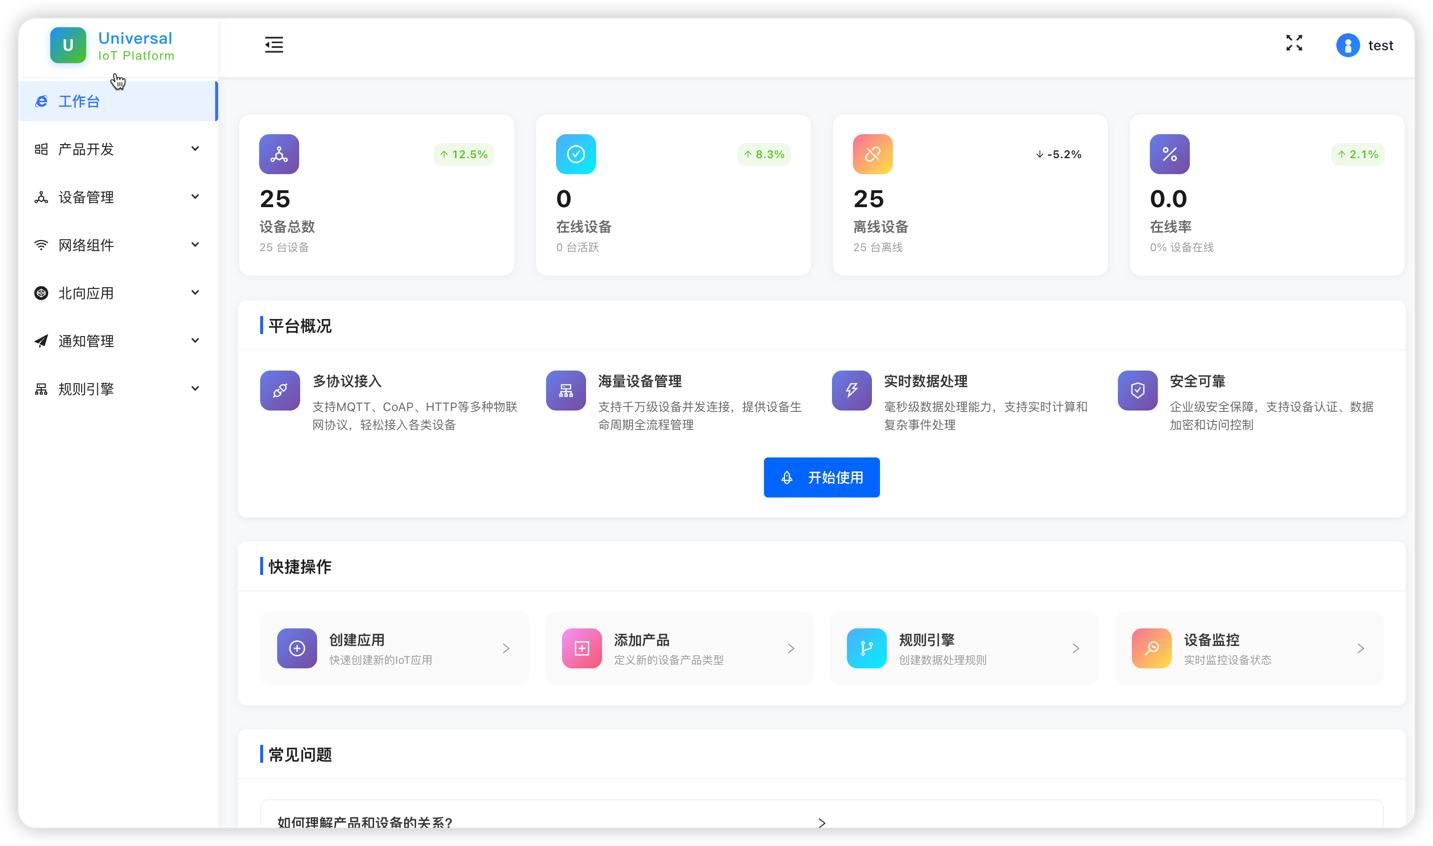 U
Universal
IoT Platform
test
工作台
产品开发
设备管理
网络组件
北向应用
通知管理
规则引擎
12.5%
25
设备总数
25 台设备
8.3%
0
在线设备
0 台活跃
-5.2%
25
离线设备
25 台离线
2.1%
0.0
在线率
0% 设备在线
平台概况
多协议接入
支持MQTT、CoAP、HTTP等多种物联
网协议，轻松接入各类设备
海量设备管理
支持千万级设备并发连接，提供设备生
命周期全流程管理
实时数据处理
毫秒级数据处理能力，支持实时计算和
复杂事件处理
安全可靠
企业级安全保障，支持设备认证、数据
加密和访问控制
开始使用
快捷操作
创建应用
快速创建新的IoT应用
添加产品
定义新的设备产品类型
规则引擎
创建数据处理规则
设备监控
实时监控设备状态
常见问题
如何理解产品和设备的关系?